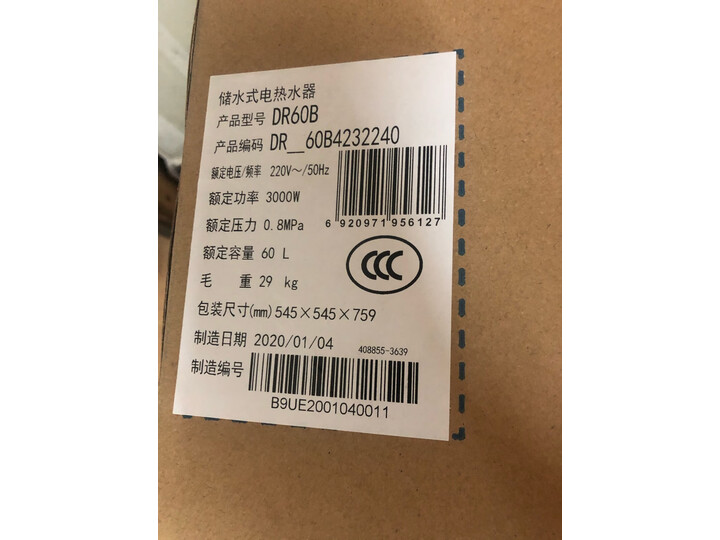 储水式电热水器
产品型号 DR60B
产品编码 DR__60B4232240
额定电压/频率 220V～/50Hz
额定功率 3000W
额定压力 0.8MPa
6 920971 956127
额定容量 60 L
CCC
毛 重 29 kg
包装尺寸(mm) 545×545×759
制造日期 2020/01/04
408855-3639
制造编号
B9UE2001040011